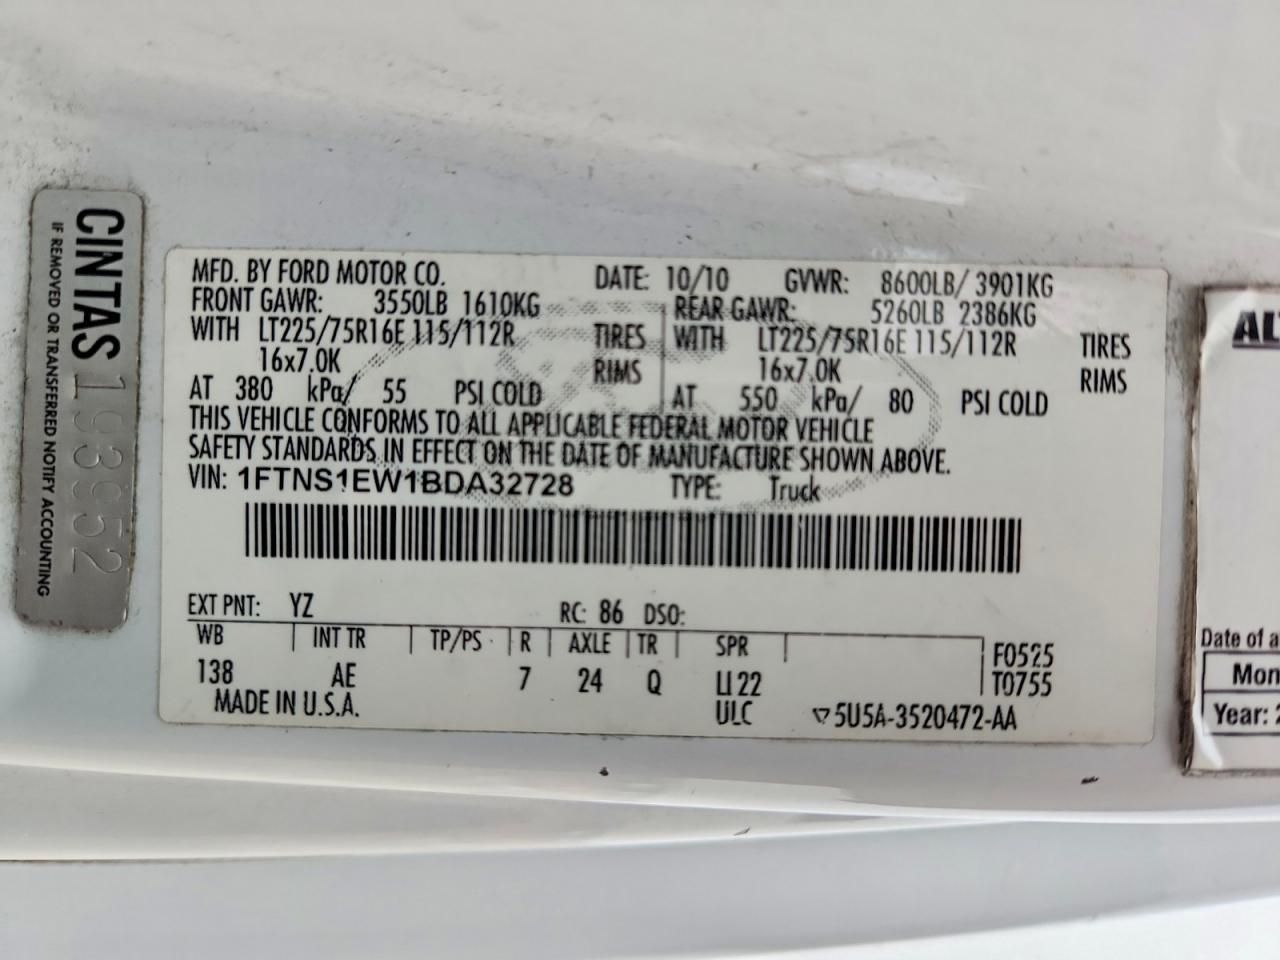 CINTAS 193952
IF REMOVED OR TRANSFERRED NOTIFY ACCOUNTING
MFD. BY FORD MOTOR CO. DATE: 10/10 GVWR: 8600LB/ 3901KG
FRONT GAWR: 3550LB 1610KG REAR GAWR: 5260LB 2386KG
WITH LT225/75R16E 115/112R TIRES WITH LT225/75R16E 115/112R TIRES
16x7.0K RIMS 16x7.0K RIMS
AT 380 kPa/ 55 PSI COLD AT 550 kPa/ 80 PSI COLD
THIS VEHICLE CONFORMS TO ALL APPLICABLE FEDERAL MOTOR VEHICLE
SAFETY STANDARDS IN EFFECT ON THE DATE OF MANUFACTURE SHOWN ABOVE.
VIN: 1FTNS1EW1BDA32728 TYPE: Truck
EXT PNT: YZ RC: 86 DSO:
WB INT TR TP/PS R AXLE TR SPR F0525
138 AE 7 24 Q LI 22 T0755
MADE IN U.S.A. ULC 5U5A-3520472-AA
Date of a
Mon
Year: